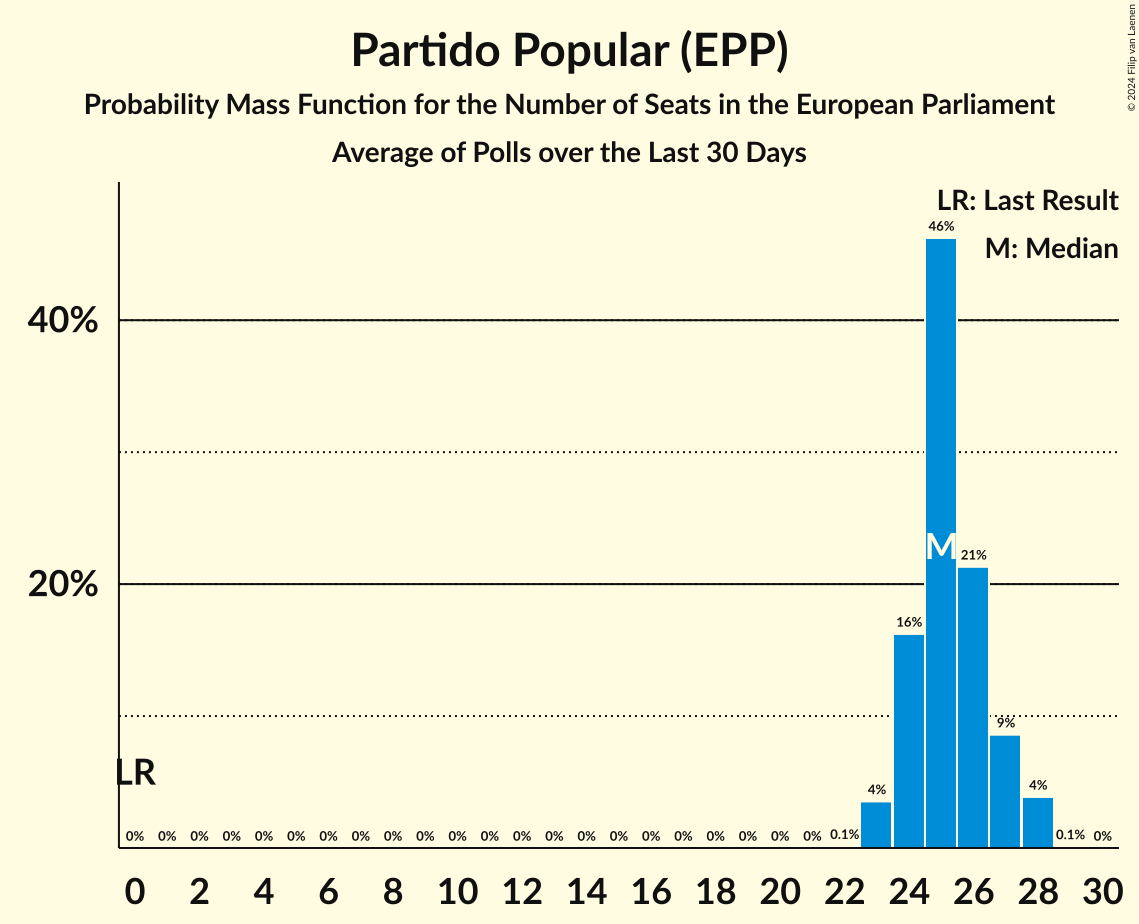 Partido Popular (EPP)
Probability Mass Function for the Number of Seats in the European Parliament
Average of Polls over the Last 30 Days
© 2024 Filip van Laenen
LR: Last Result
M: Median
46%
40%
M
21%
20%
16%
9%
LR
4%
4%
0% 0% 0% 0% 0% 0% 0% 0% 0% 0% 0% 0% 0% 0% 0% 0% 0% 0% 0% 0% 0% 0% 0.1% 0.1% 0%
0 2 4 6 8 10 12 14 16 18 20 22 24 26 28 30